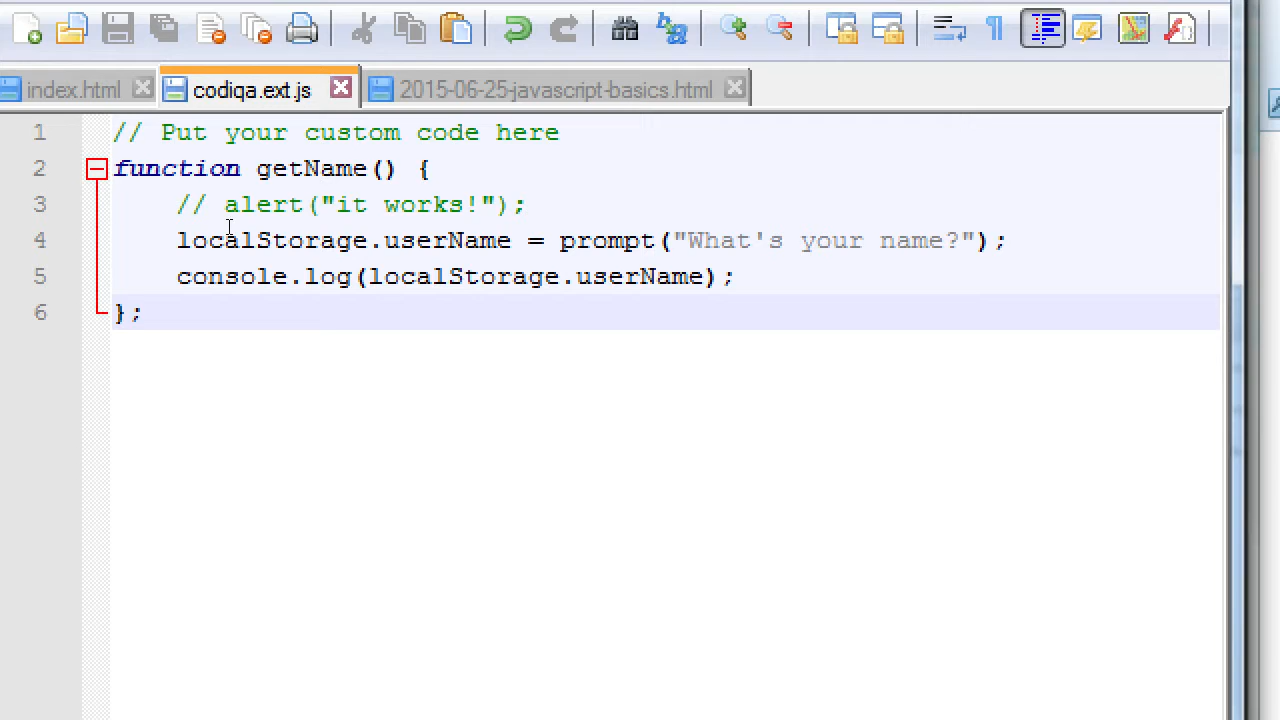 index.html codiqa.ext.js 2015-06-25-javascript-basics.html
1 // Put your custom code here
2 function getName() {
3 // alert("it works!");
4 localStorage.userName = prompt("What's your name?");
5 console.log(localStorage.userName);
6 };